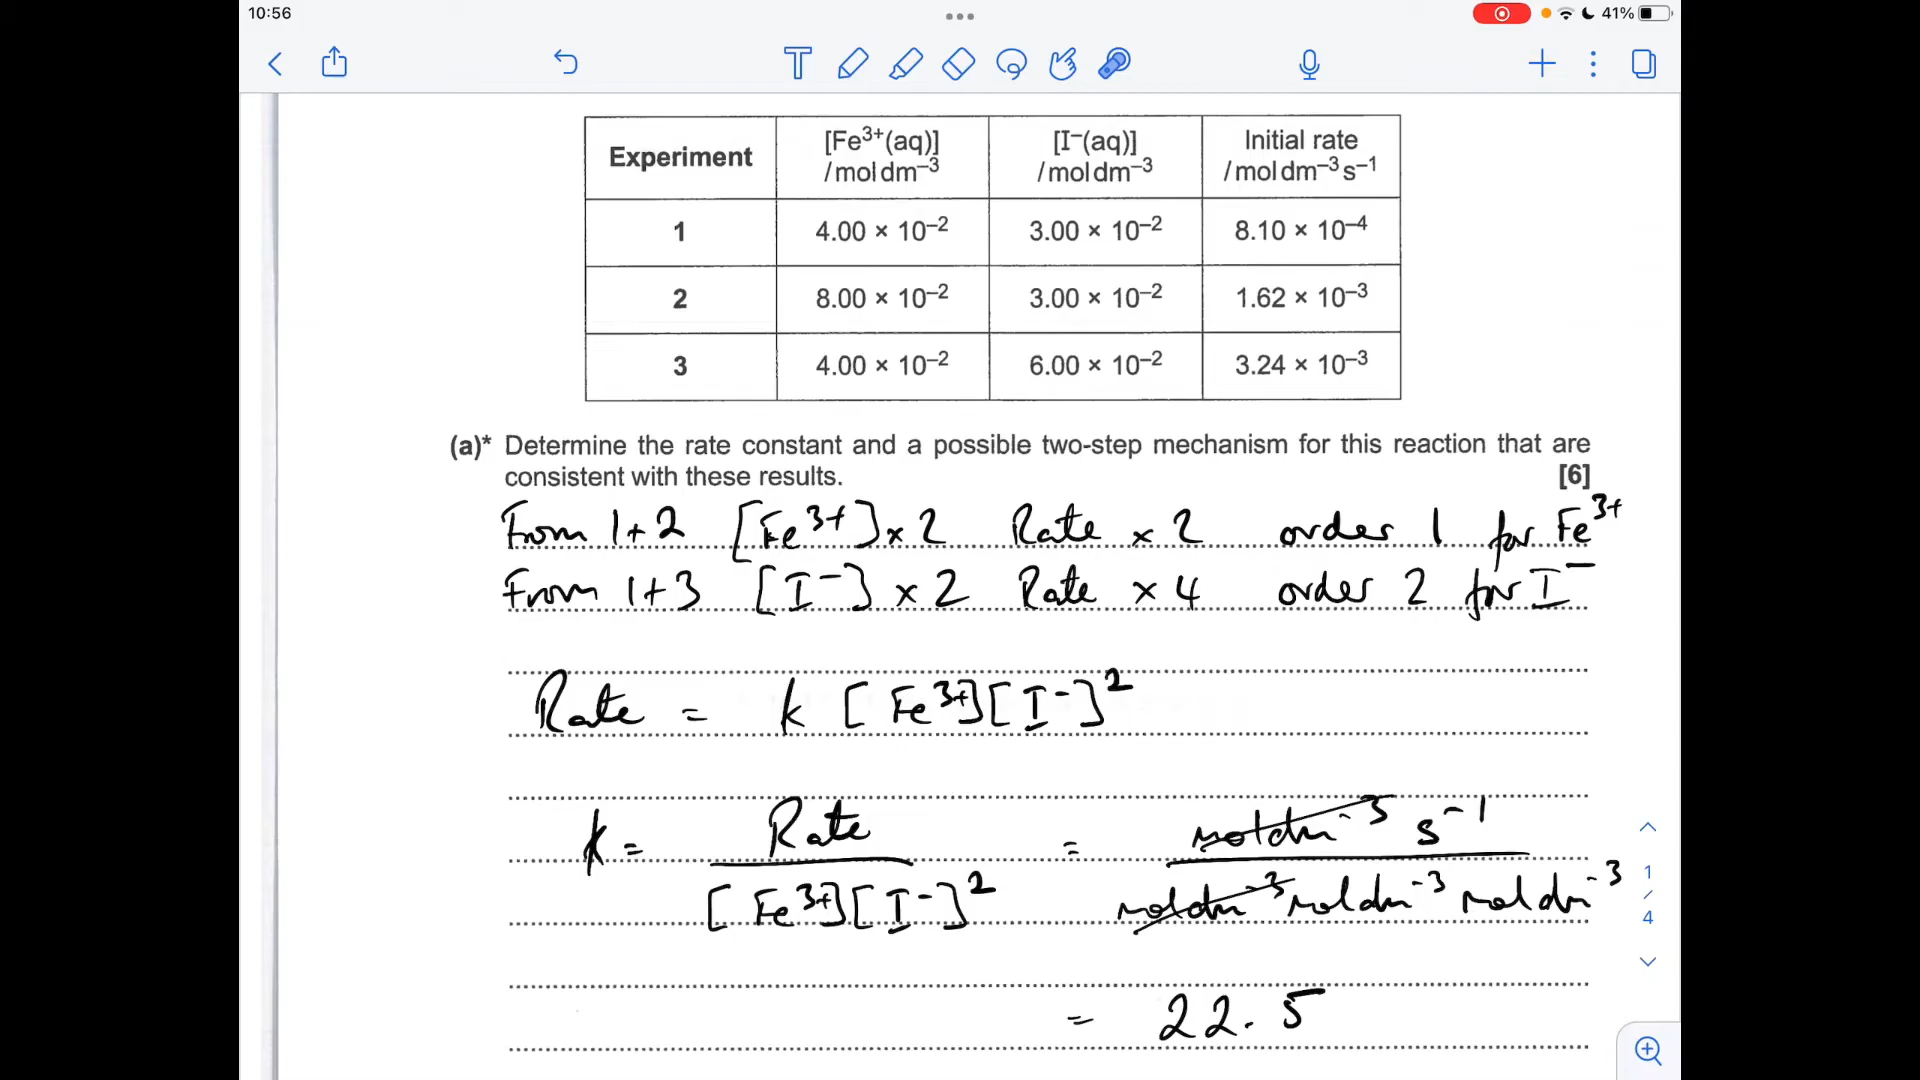 10:56
41%
Experiment [Fe³⁺(aq)] /mol dm⁻³ [I⁻(aq)] /mol dm⁻³ Initial rate /mol dm⁻³ s⁻¹
1 4.00 × 10⁻² 3.00 × 10⁻² 8.10 × 10⁻⁴
2 8.00 × 10⁻² 3.00 × 10⁻² 1.62 × 10⁻³
3 4.00 × 10⁻² 6.00 × 10⁻² 3.24 × 10⁻³
(a)* Determine the rate constant and a possible two-step mechanism for this reaction that are
consistent with these results. [6]
From 1+2 [Fe³⁺] × 2 Rate × 2 order 1 for Fe³⁺
From 1+3 [I⁻] × 2 Rate × 4 order 2 for I⁻
Rate = k [Fe³⁺][I⁻]²
k = Rate = moldm⁻³ s⁻¹
[Fe³⁺][I⁻]² moldm⁻³ moldm⁻³ moldm⁻³
= 22.5
1
/
4